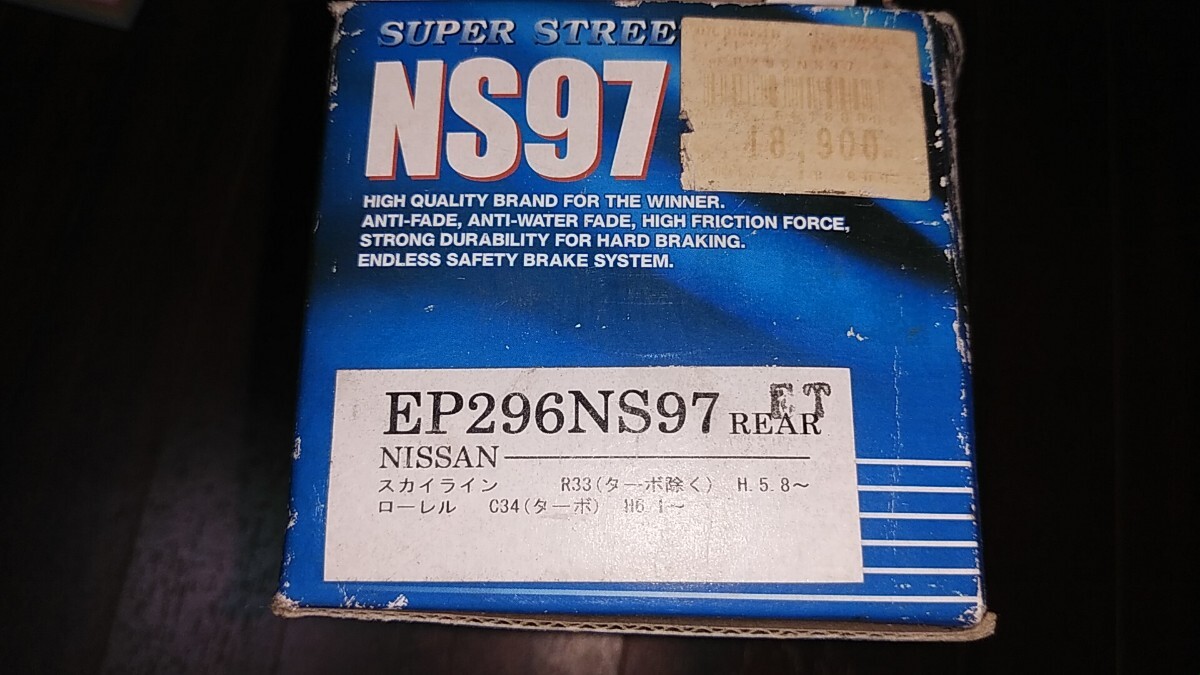 SUPER STREE
NS97
18,900
HIGH QUALITY BRAND FOR THE WINNER.
ANTI-FADE, ANTI-WATER FADE, HIGH FRICTION FORCE,
STRONG DURABILITY FOR HARD BRAKING.
ENDLESS SAFETY BRAKE SYSTEM.
EP296NS97 REAR ET
NISSAN
スカイライン R33(ターボ除く) H.5.8～
ローレル C34(ターボ) H6.1～